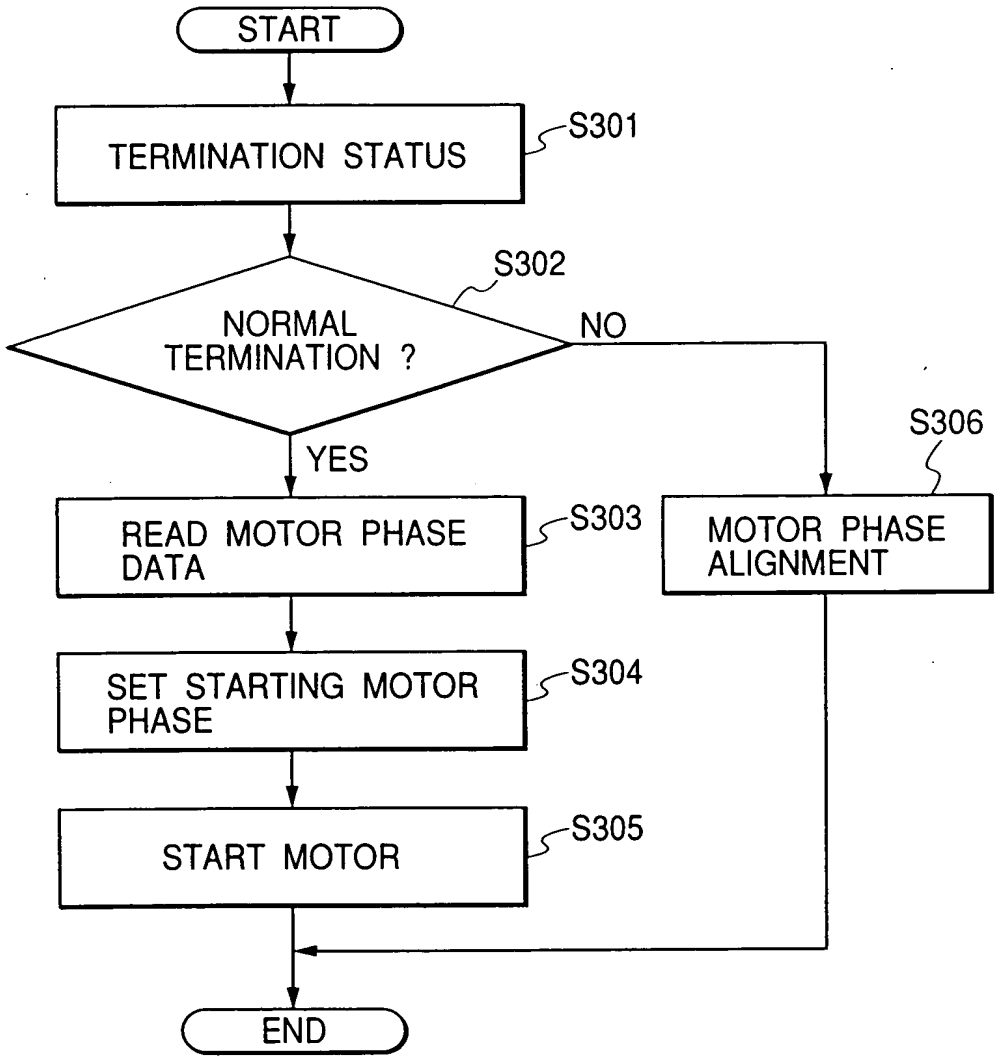 START
TERMINATION STATUS
S301
NORMAL
TERMINATION ?
S302
NO
YES
READ MOTOR PHASE
DATA
S303
MOTOR PHASE
ALIGNMENT
S306
SET STARTING MOTOR
PHASE
S304
START MOTOR
S305
END